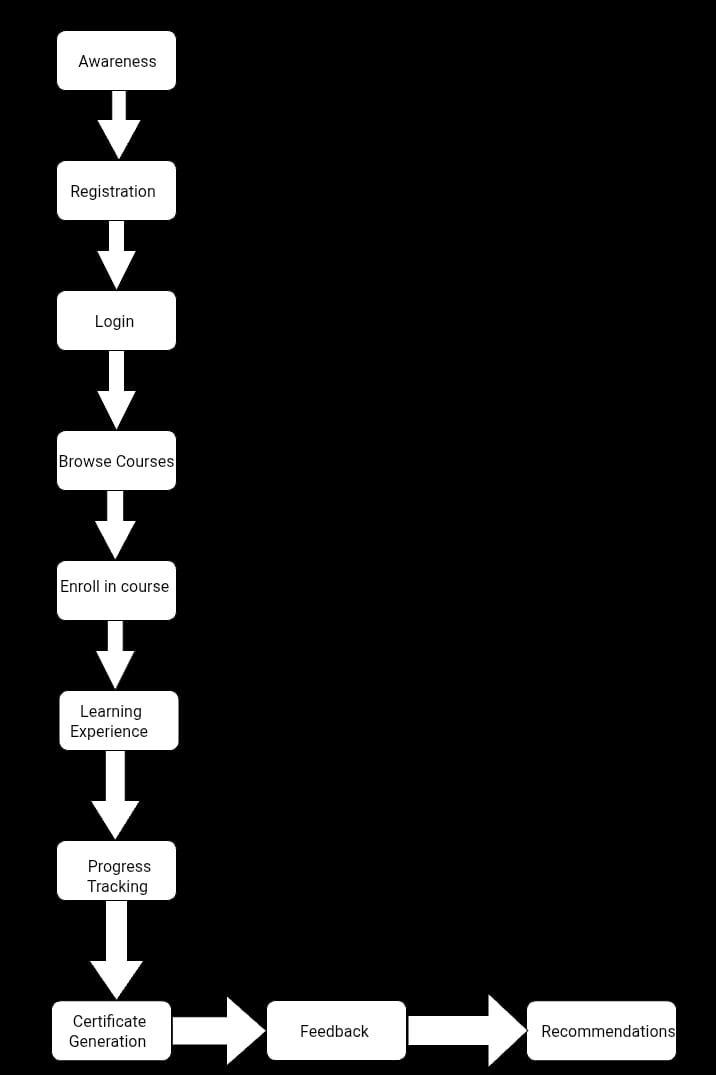 Awareness
Registration
Login
Browse Courses
Enroll in course
Learning
Experience
Progress
Tracking
Certificate
Generation
Feedback
Recommendations